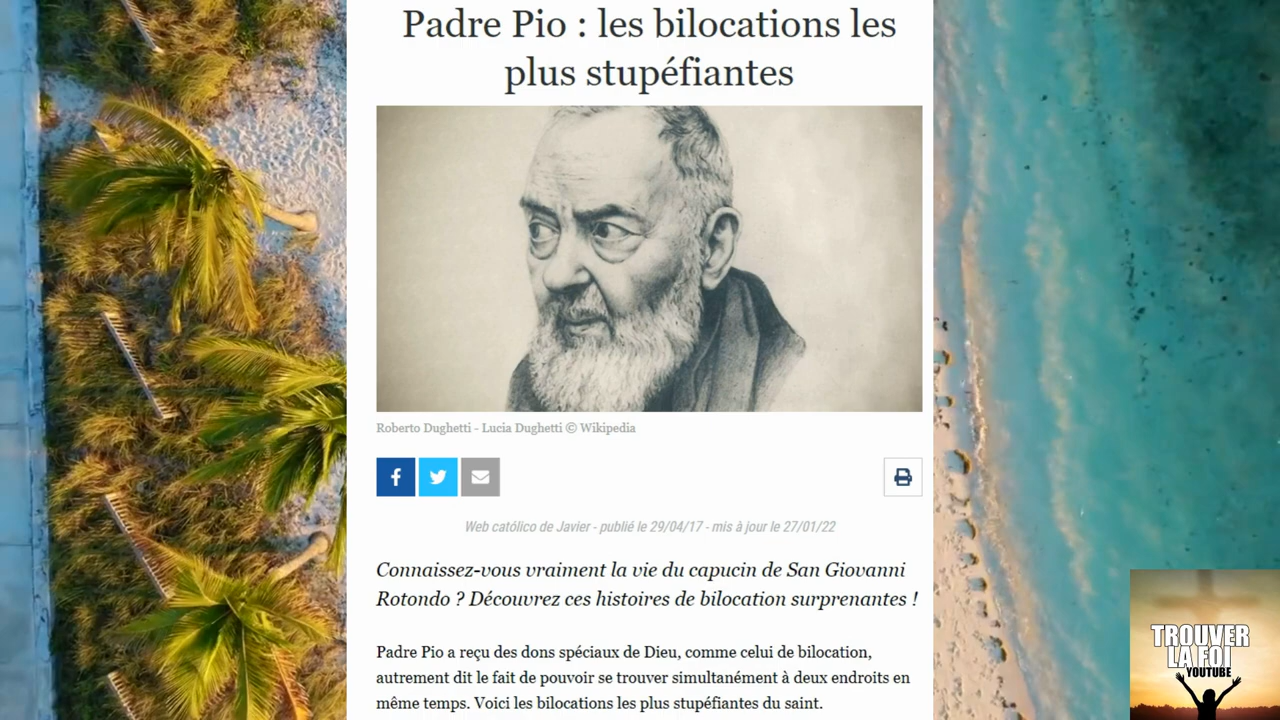 Padre Pio : les bilocations les
plus stupéfiantes
Roberto Dughetti - Lucia Dughetti © Wikipedia
Web católico de Javier - publié le 29/04/17 - mis à jour le 27/01/22
Connaissez-vous vraiment la vie du capucin de San Giovanni
Rotondo ? Découvrez ces histoires de bilocation surprenantes !
Padre Pio a reçu des dons spéciaux de Dieu, comme celui de bilocation,
autrement dit le fait de pouvoir se trouver simultanément à deux endroits en
même temps. Voici les bilocations les plus stupéfiantes du saint.
TROUVER
LA FOI
YOUTUBE